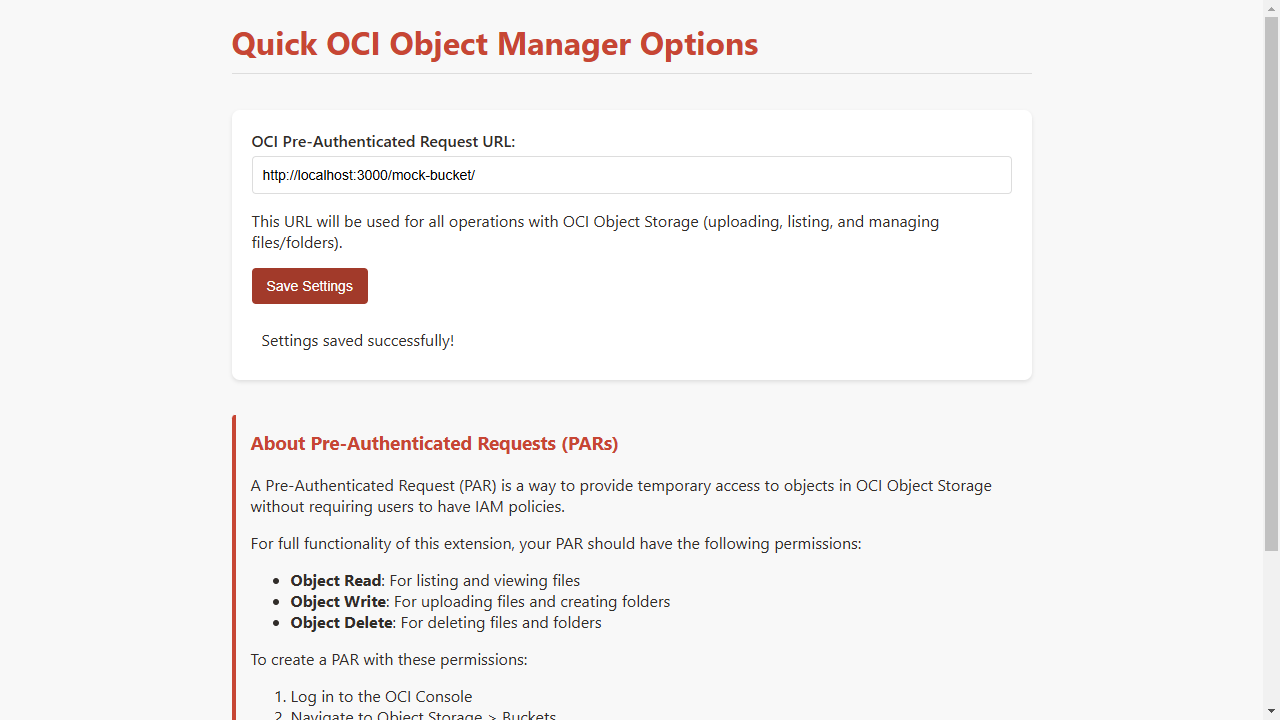 Quick OCI Object Manager Options
OCI Pre-Authenticated Request URL:
http://localhost:3000/mock-bucket/
This URL will be used for all operations with OCI Object Storage (uploading, listing, and managing
files/folders).
Save Settings
Settings saved successfully!
About Pre-Authenticated Requests (PARs)
A Pre-Authenticated Request (PAR) is a way to provide temporary access to objects in OCI Object Storage
without requiring users to have IAM policies.
For full functionality of this extension, your PAR should have the following permissions:
• Object Read: For listing and viewing files
• Object Write: For uploading files and creating folders
• Object Delete: For deleting files and folders
To create a PAR with these permissions:
1. Log in to the OCI Console
2. Navigate to Object Storage > Buckets